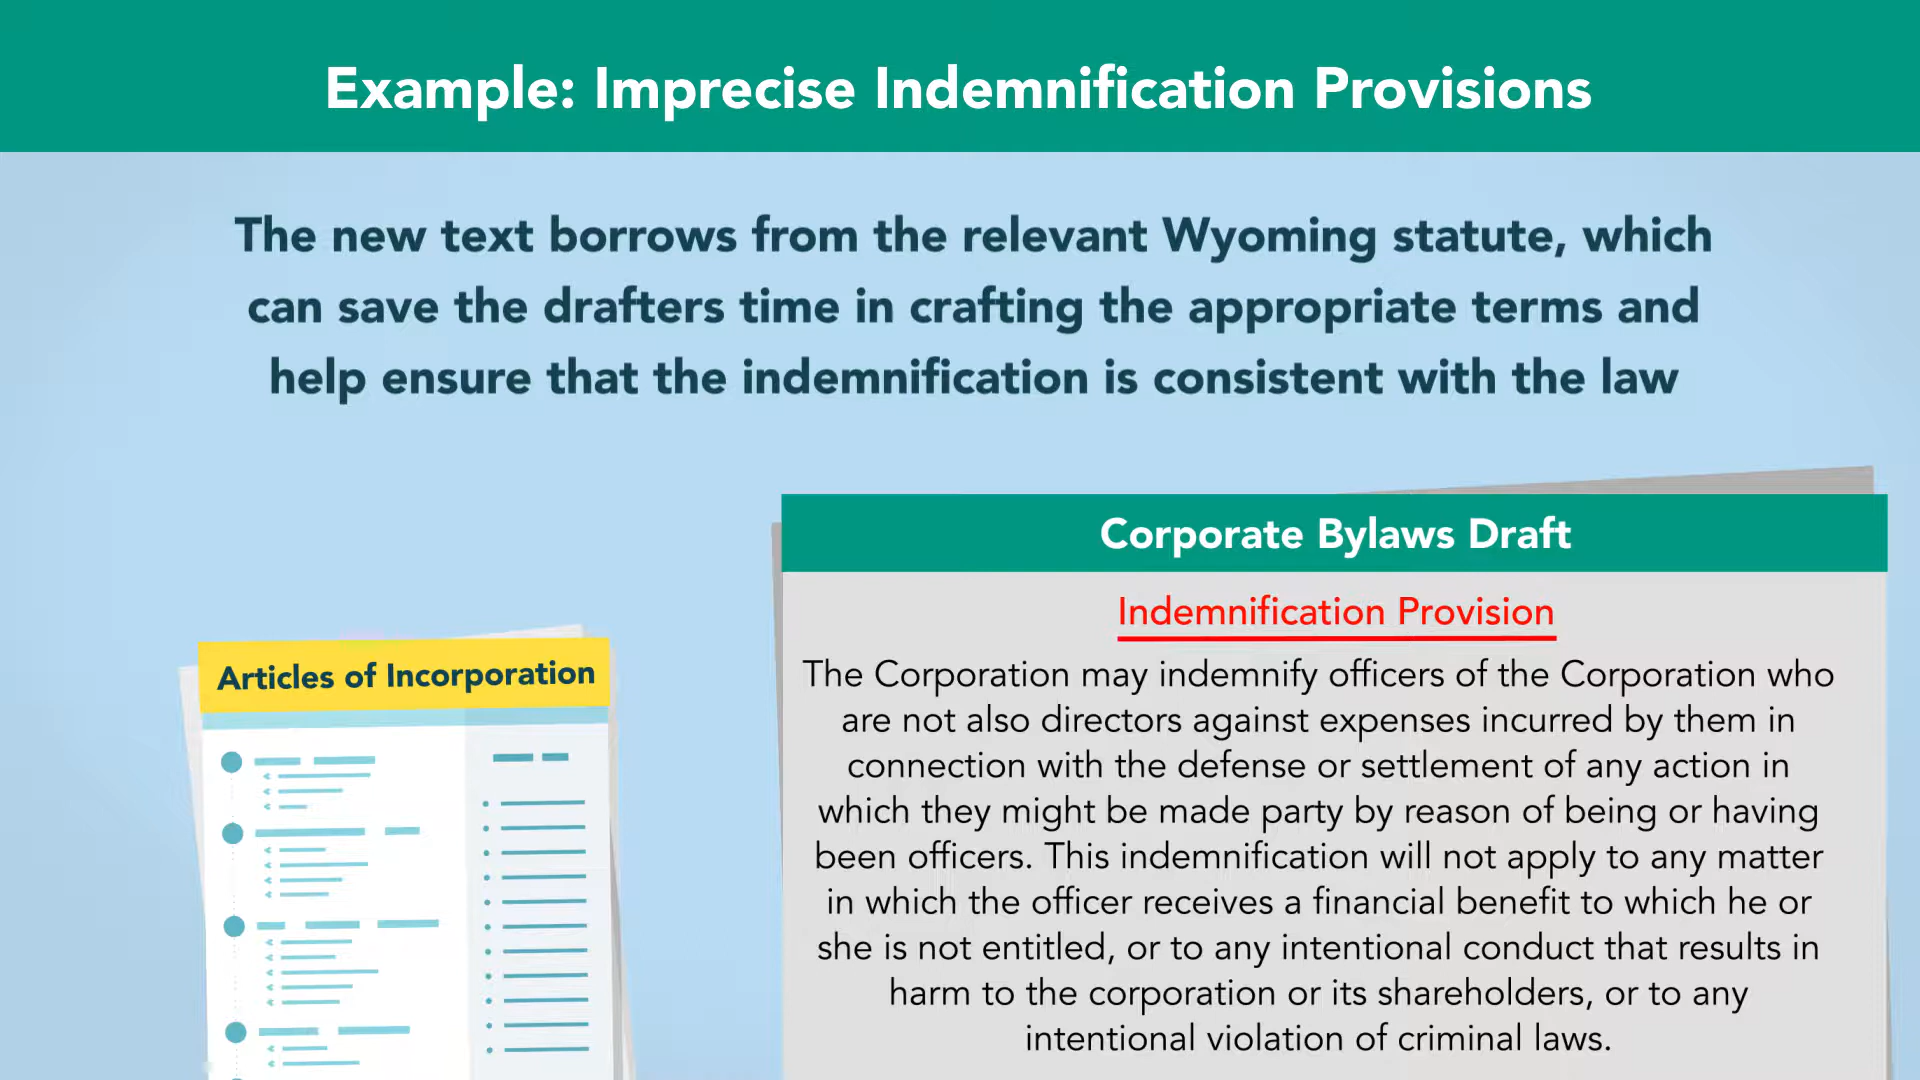 Example: Imprecise Indemnification Provisions
The new text borrows from the relevant Wyoming statute, which
can save the drafters time in crafting the appropriate terms and
help ensure that the indemnification is consistent with the law
Articles of Incorporation
Corporate Bylaws Draft
Indemnification Provision
The Corporation may indemnify officers of the Corporation who
are not also directors against expenses incurred by them in
connection with the defense or settlement of any action in
which they might be made party by reason of being or having
been officers. This indemnification will not apply to any matter
in which the officer receives a financial benefit to which he or
she is not entitled, or to any intentional conduct that results in
harm to the corporation or its shareholders, or to any
intentional violation of criminal laws.